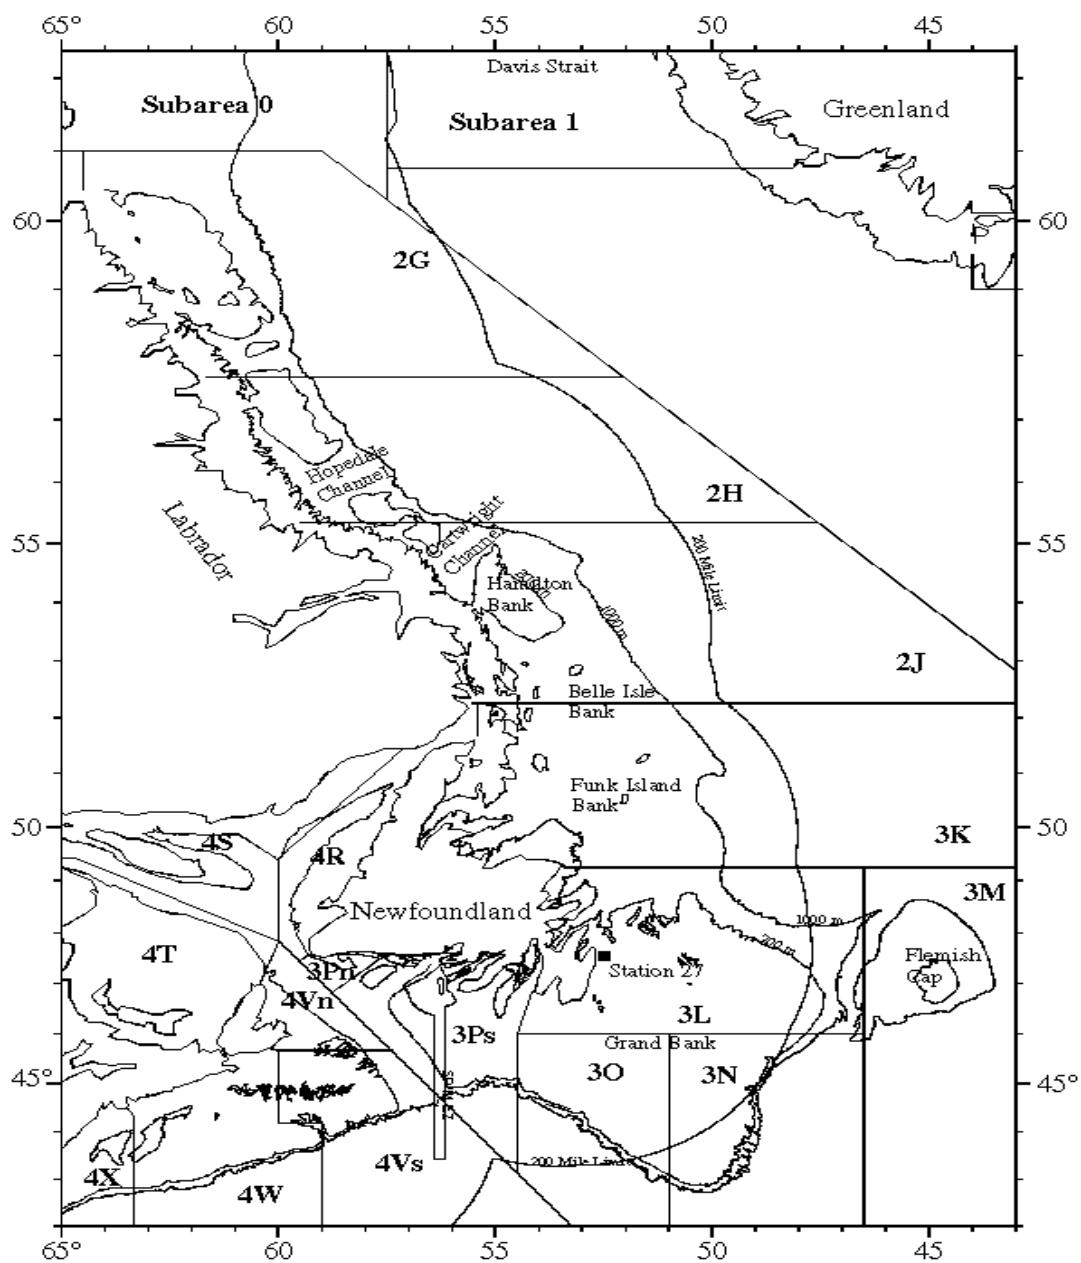 65° 60 55 50 45
Davis Strait
Subarea 0
Subarea 1
Greenland
60 60
2G
Hopedale
Channel
2H
Cartwright
Channel
Labrador
55 55
200 Mile Limit
Hamilton
Bank
1000 m
2J
Belle Isle
Bank
Funk Island
Bank
50 50
4S
4R
3K
3M
Newfoundland
1000 m
200 m
4T
3Pn
Flemish
Cap
Station 27
4Vn
3L
3Ps
Grand Bank
3O
3N
45° 45°
200 Mile Limit
4Vs
4X
4W
65° 60 55 50 45